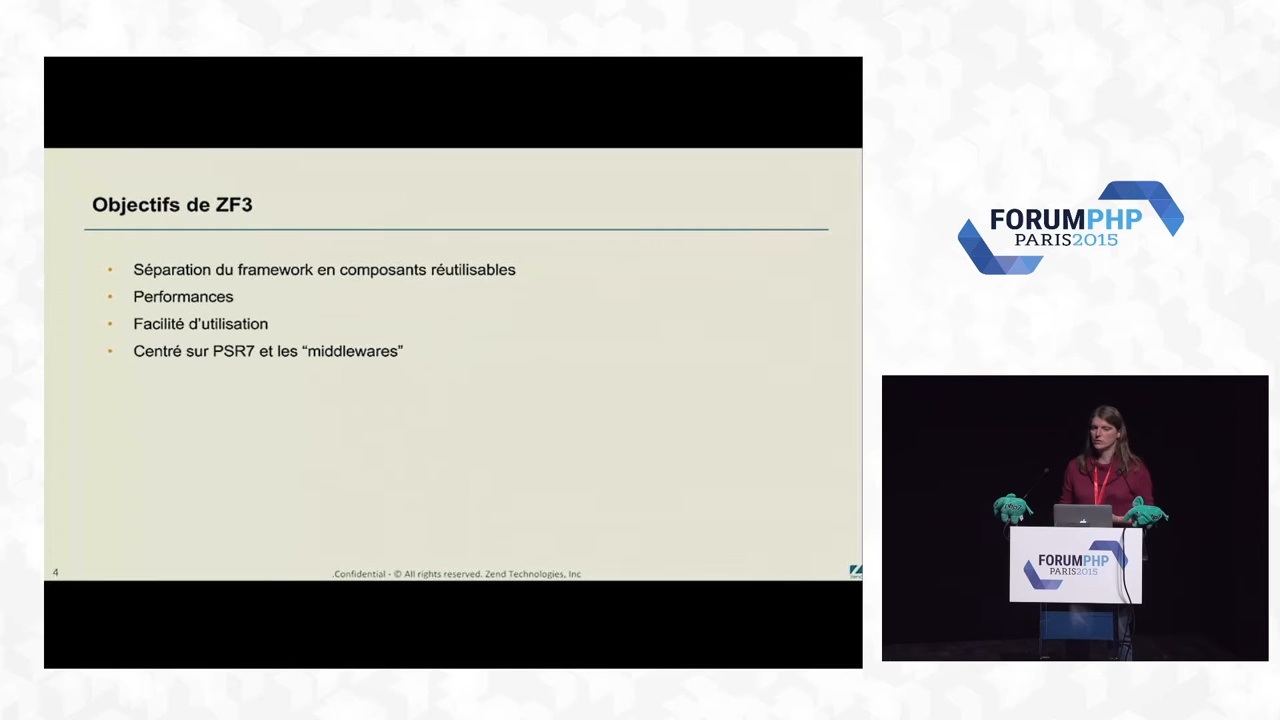 Objectifs de ZF3
• Séparation du framework en composants réutilisables
• Performances
• Facilité d'utilisation
• Centré sur PSR7 et les “middlewares”
4
.Confidential - © All rights reserved. Zend Technologies, Inc
FORUMPHP
PARIS2015
FORUMPHP
PARIS2015